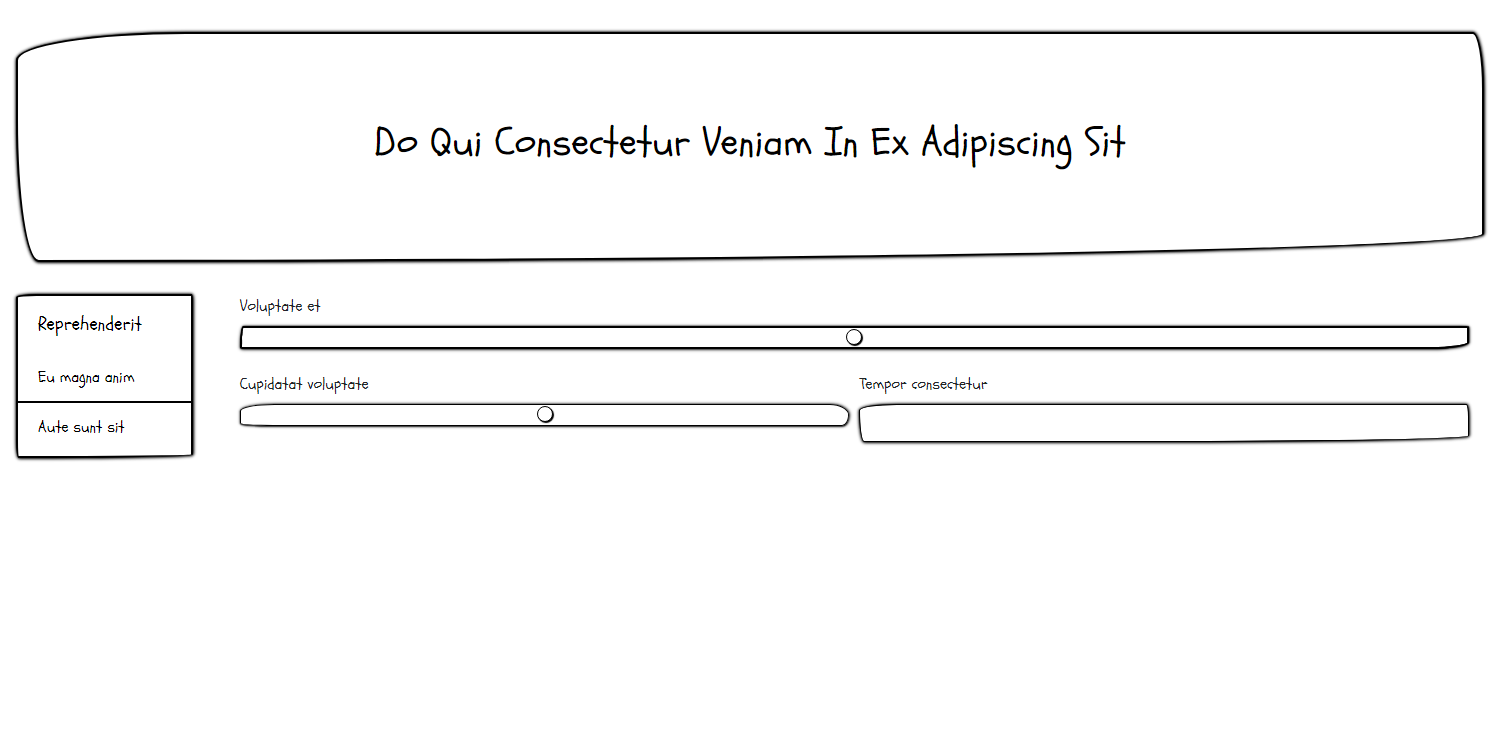 Do Qui Consectetur Veniam In Ex Adipiscing Sit
Reprehenderit
Eu magna anim
Aute sunt sit
Voluptate et
Cupidatat voluptate
Tempor consectetur